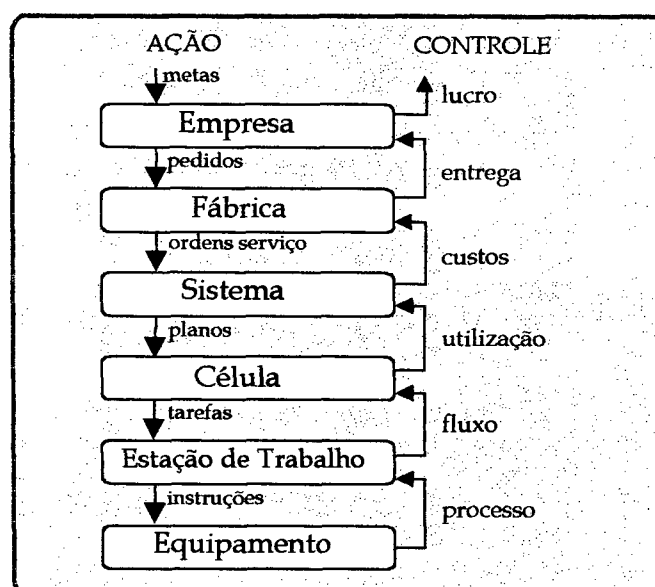 AÇÃO CONTROLE
metas
lucro
Empresa
pedidos
entrega
Fábrica
ordens serviço
custos
Sistema
planos
utilização
Célula
tarefas
fluxo
Estação de Trabalho
instruções
processo
Equipamento